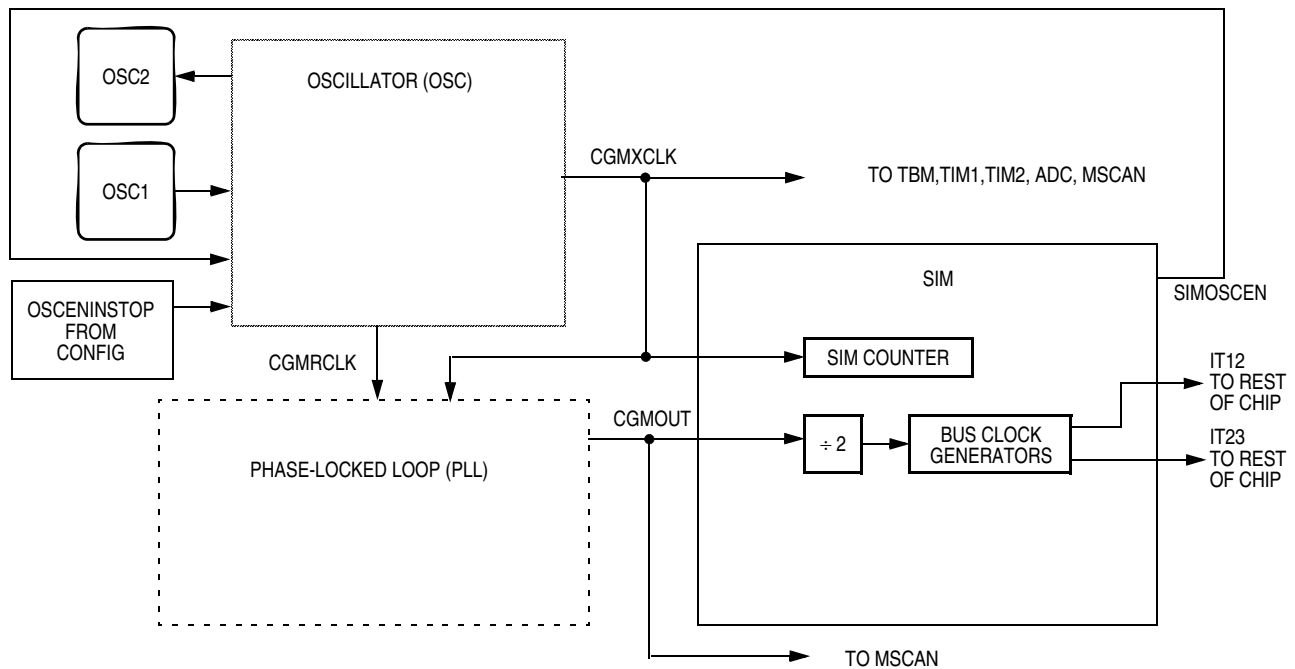 OSC2
OSCILLATOR (OSC)
CGMXCLK
OSC1
TO TBM,TIM1,TIM2, ADC, MSCAN
SIM
SIMOSCEN
OSCENINSTOP
FROM
CONFIG
CGMRCLK
SIM COUNTER
IT12
TO REST
OF CHIP
CGMOUT
÷ 2
BUS CLOCK
GENERATORS
IT23
TO REST
OF CHIP
PHASE-LOCKED LOOP (PLL)
TO MSCAN